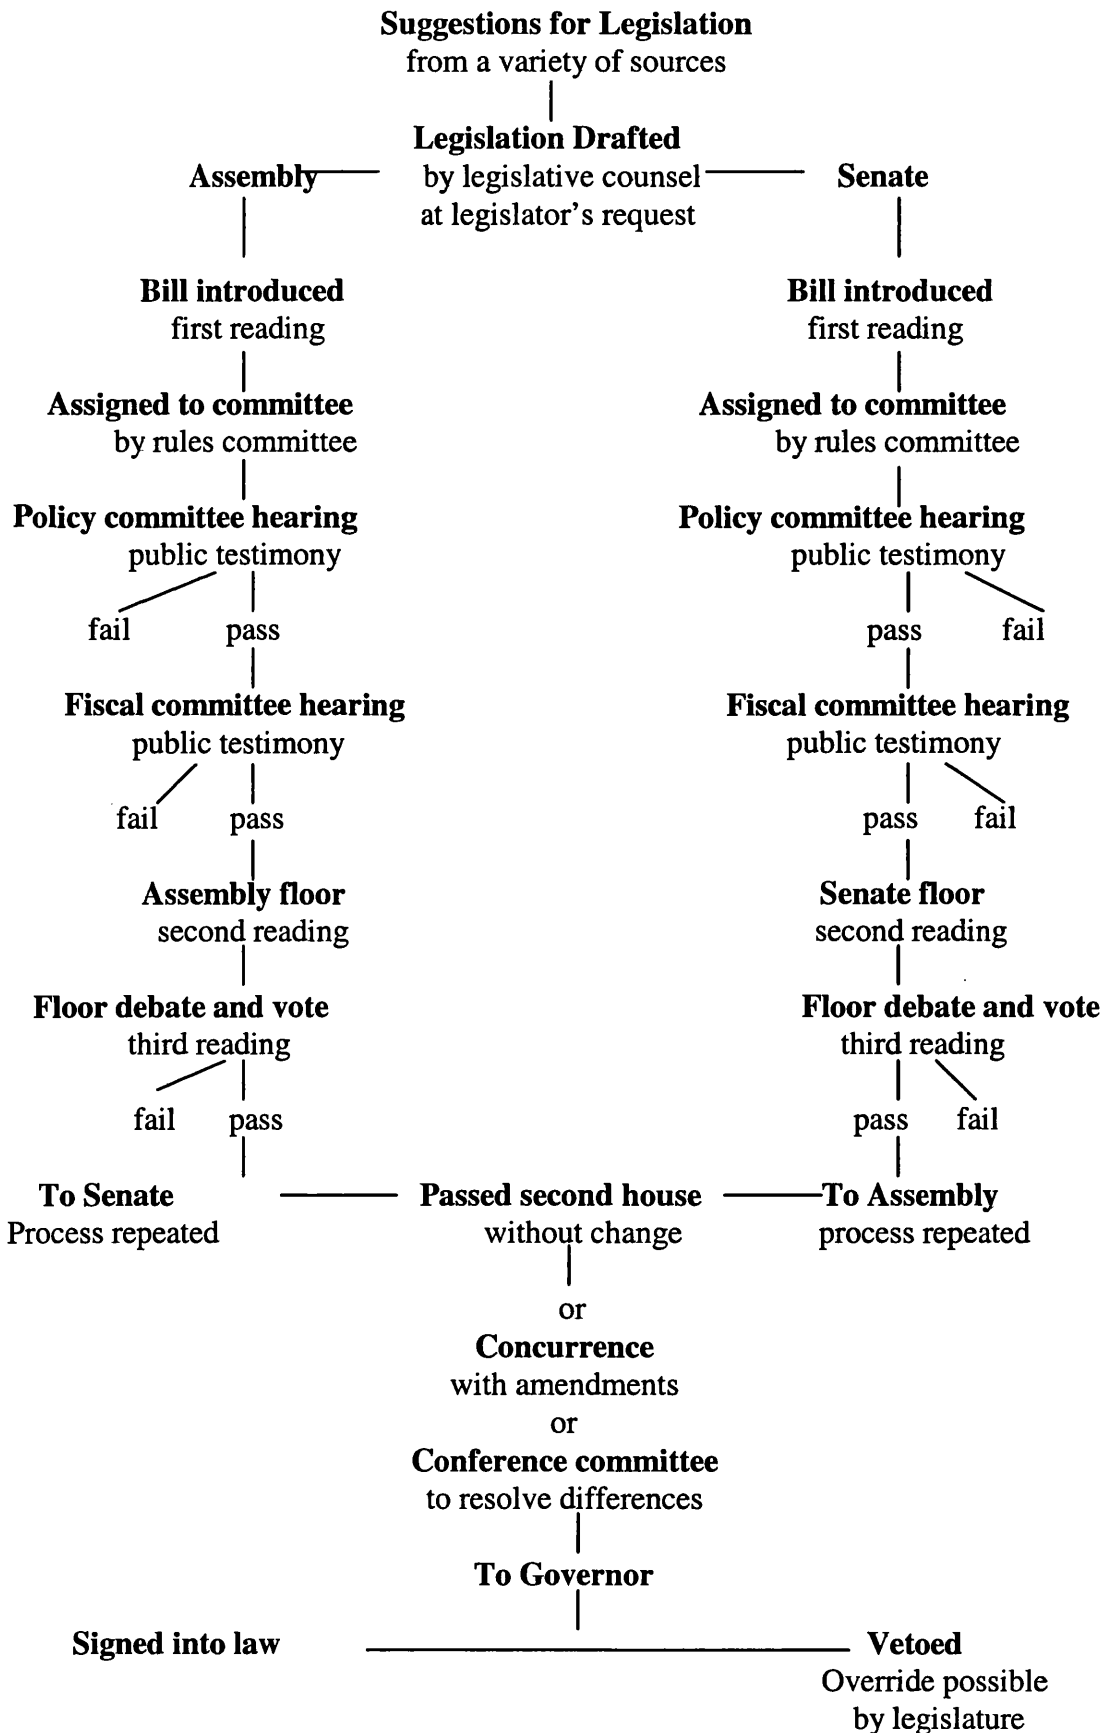 Suggestions for Legislation
from a variety of sources
Legislation Drafted
Assembly
by legislative counsel
Senate
at legislator's request
Bill introduced
first reading
Assigned to committee
by rules committee
Policy committee hearing
public testimony
fail
pass
Fiscal committee hearing
public testimony
fail
pass
Assembly floor
second reading
Floor debate and vote
third reading
fail
pass
To Senate
Process repeated
Bill introduced
first reading
Assigned to committee
by rules committee
Policy committee hearing
public testimony
pass
fail
Fiscal committee hearing
public testimony
pass
fail
Senate floor
second reading
Floor debate and vote
third reading
pass
fail
To Assembly
process repeated
Passed second house
without change
or
Concurrence
with amendments
or
Conference committee
to resolve differences
To Governor
Signed into law
Vetoed
Override possible
by legislature